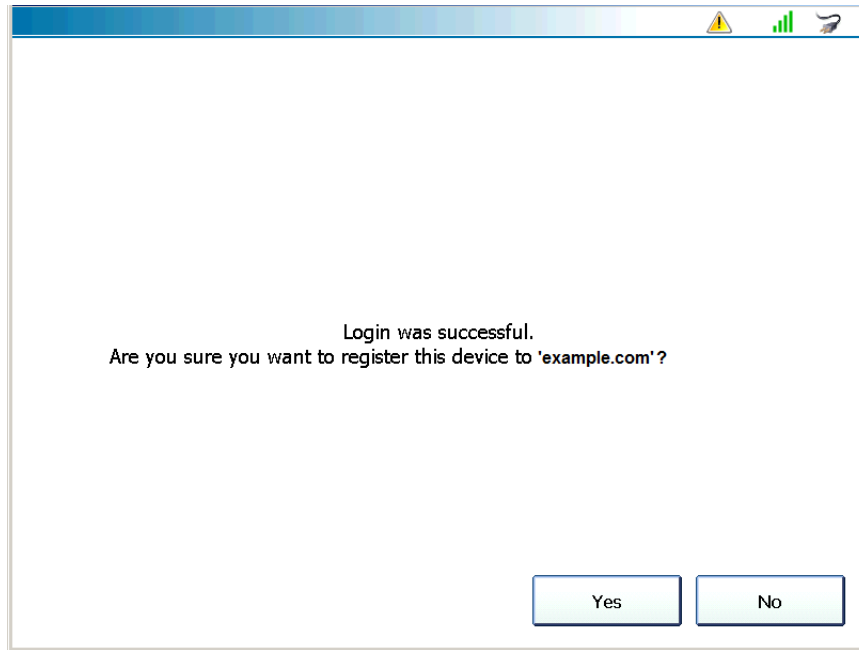 Login was successful.
Are you sure you want to register this device to 'example.com'?
Yes
No